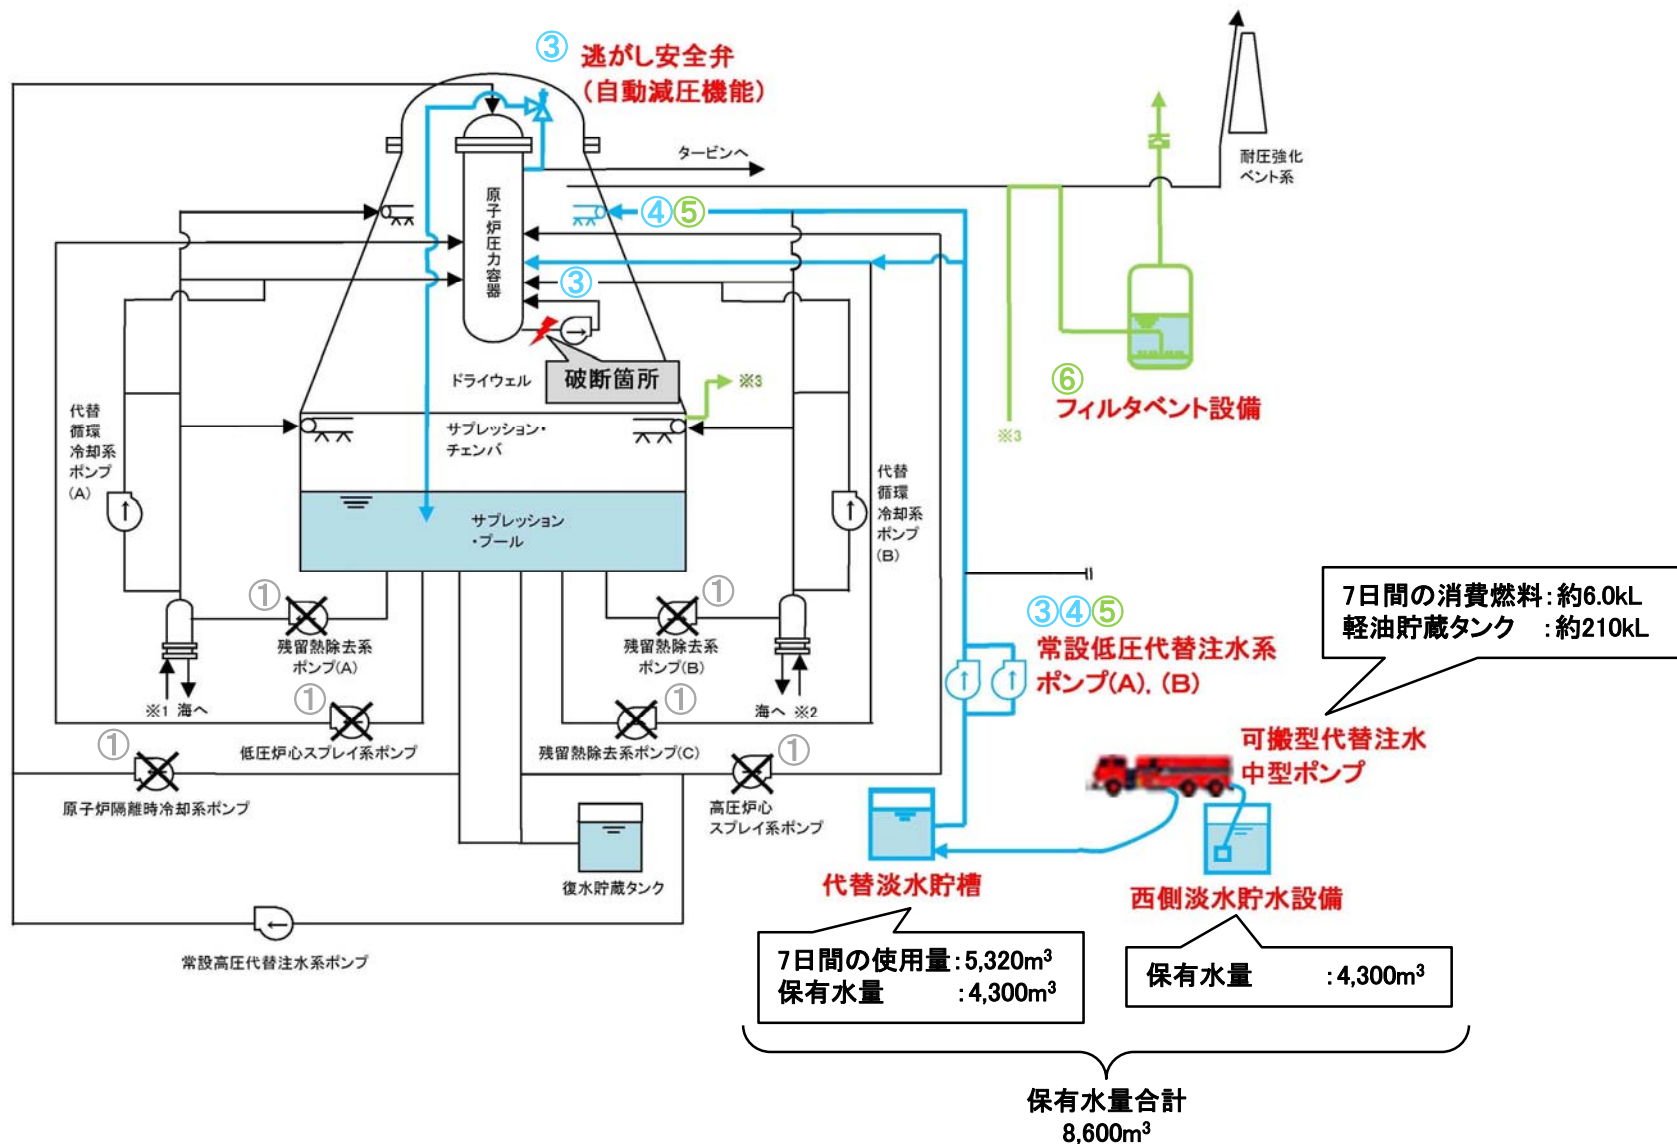 ③ 逃がし安全弁
(自動減圧機能)
タービンへ
耐圧強化
ベント系
原子炉圧力容器
④⑤
③
破断箇所
ドライウェル
※3
⑥
フィルタベント設備
※3
サプレッション・
チェンバ
サプレッション
・プール
代替
循環
冷却系
ポンプ
(A)
代替
循環
冷却系
ポンプ
(B)
①
残留熱除去系
ポンプ(A)
①
残留熱除去系
ポンプ(B)
※1 海へ
海へ ※2
①
低圧炉心スプレイ系ポンプ
①
残留熱除去系ポンプ(C)
①
原子炉隔離時冷却系ポンプ
①
高圧炉心
スプレイ系ポンプ
復水貯蔵タンク
常設高圧代替注水系ポンプ
③④⑤
常設低圧代替注水系
ポンプ(A), (B)
7日間の消費燃料:約6.0kL
軽油貯蔵タンク :約210kL
可搬型代替注水
中型ポンプ
代替淡水貯槽
西側淡水貯水設備
7日間の使用量:5,320m³
保有水量 :4,300m³
保有水量 :4,300m³
保有水量合計
8,600m³